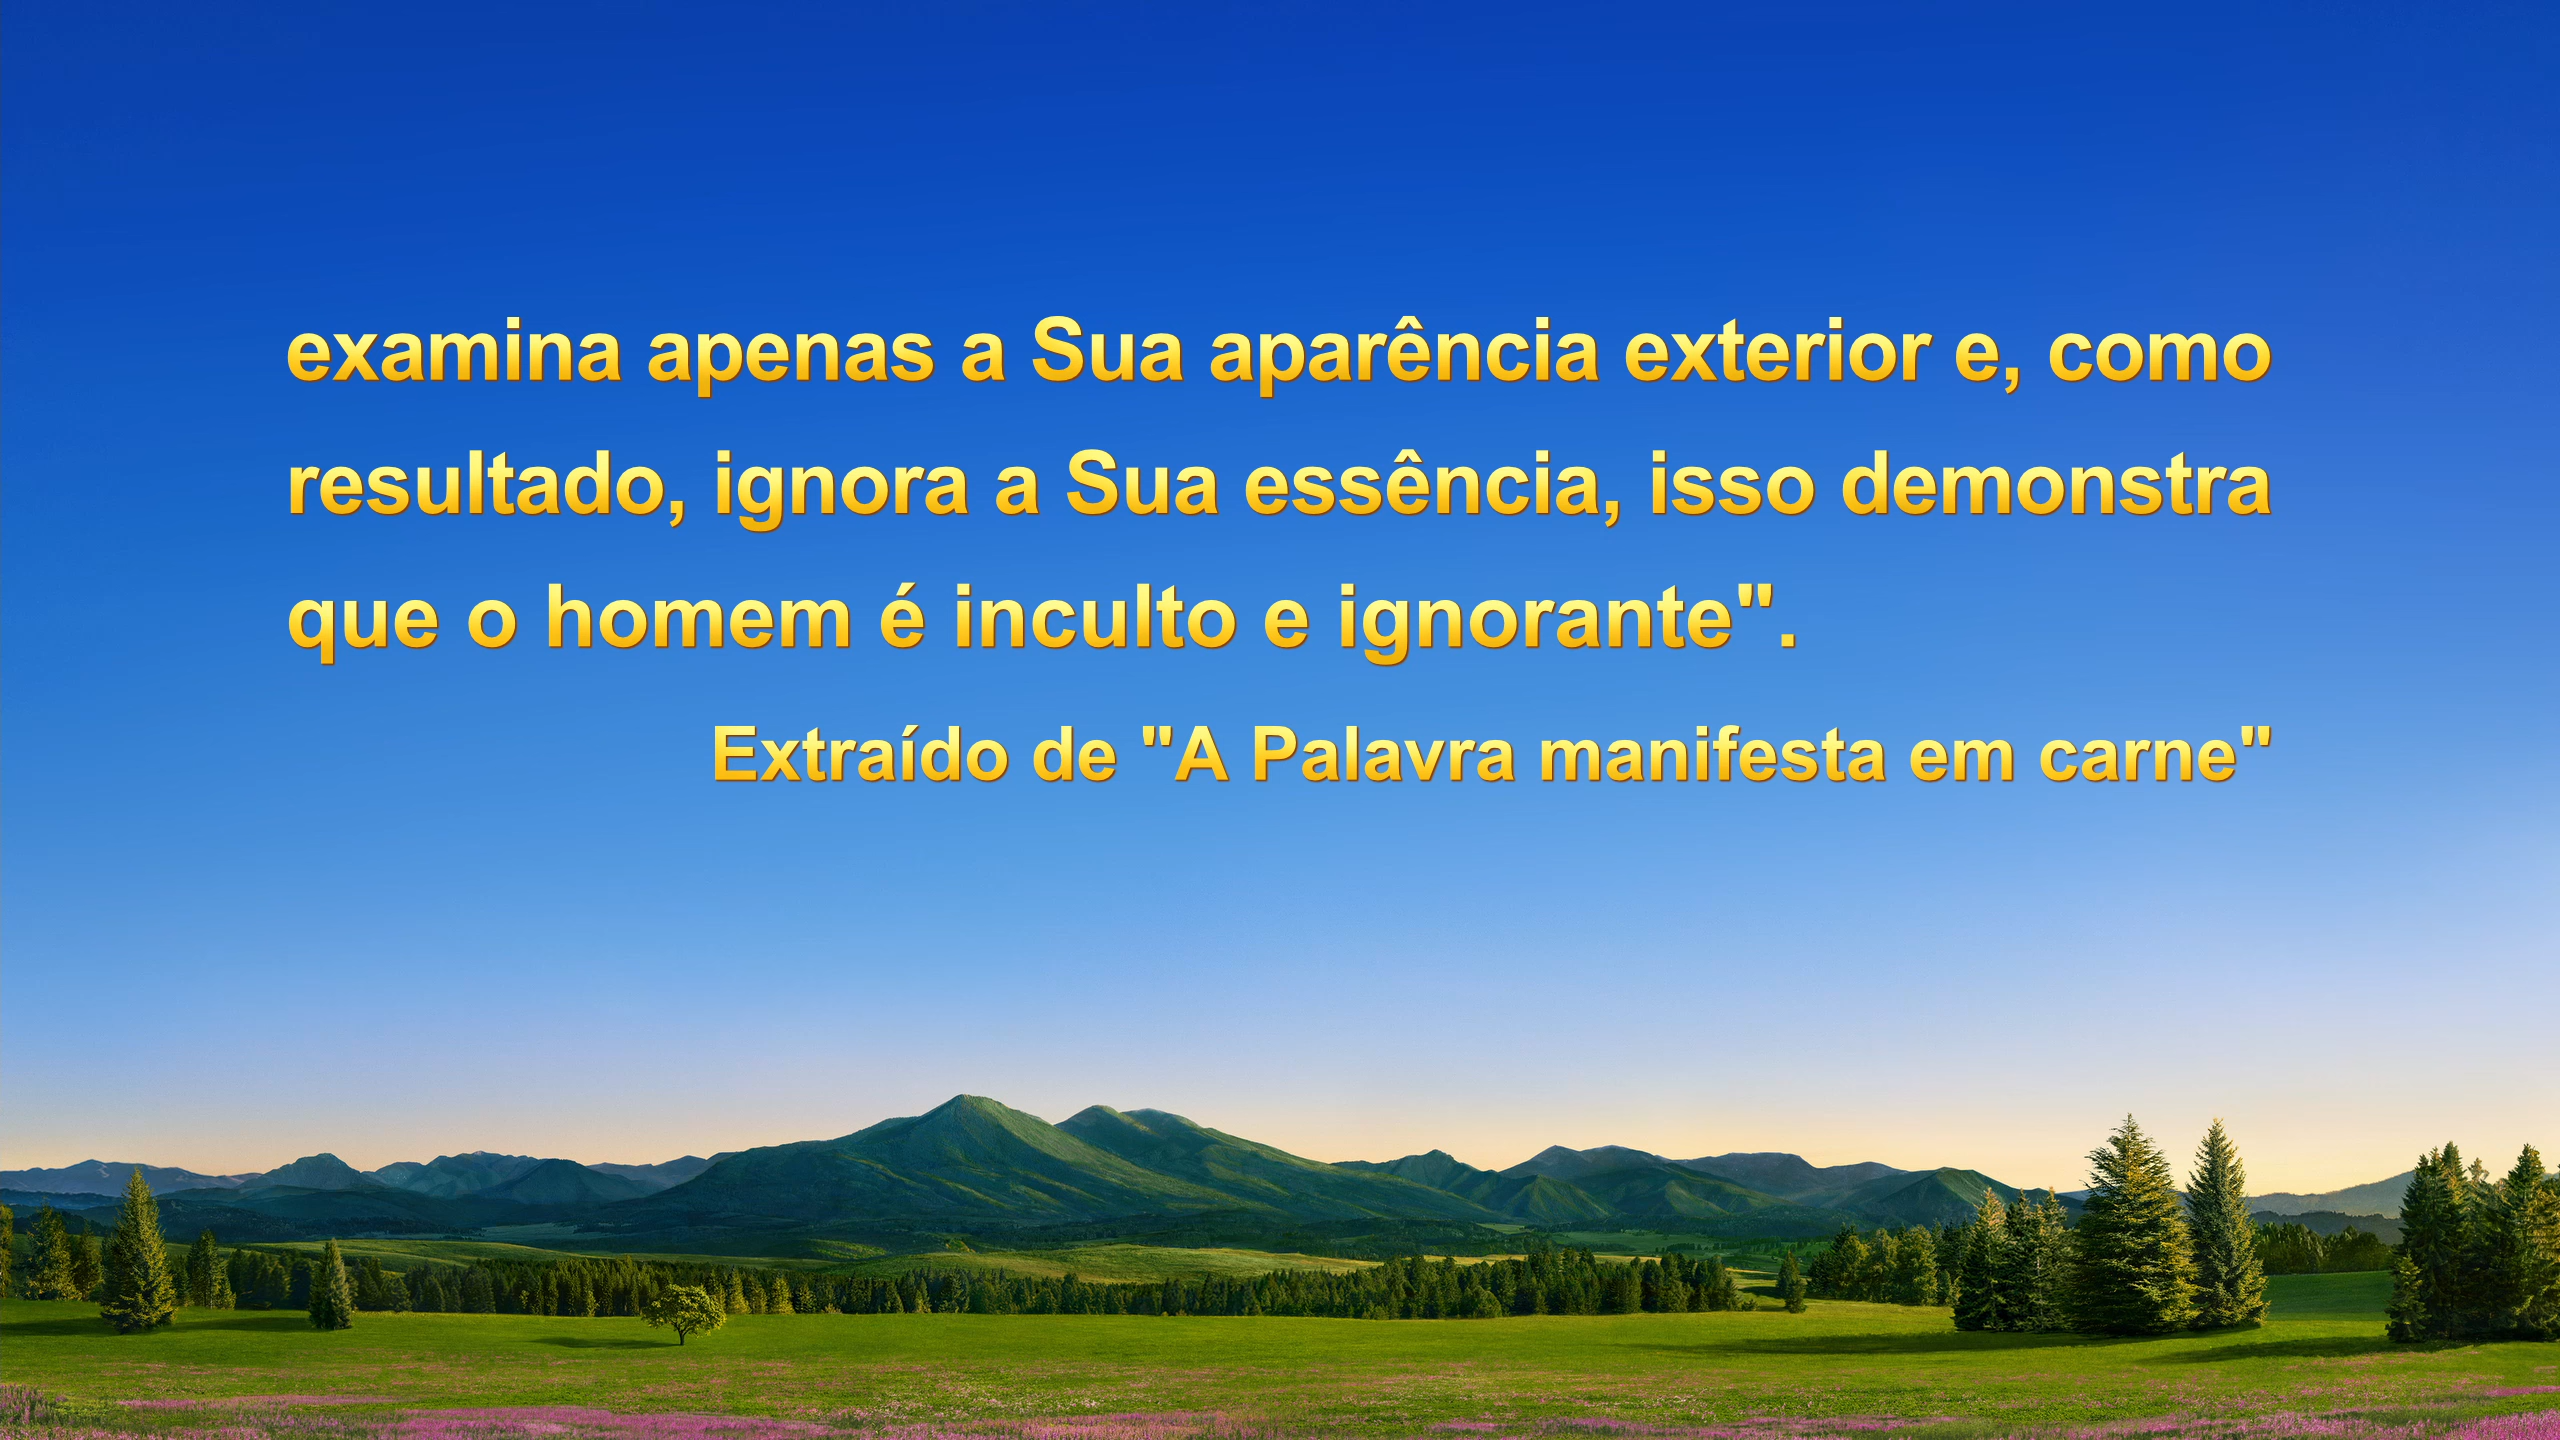 examina apenas a Sua aparência exterior e, como
resultado, ignora a Sua essência, isso demonstra
que o homem é inculto e ignorante".
Extraído de "A Palavra manifesta em carne"